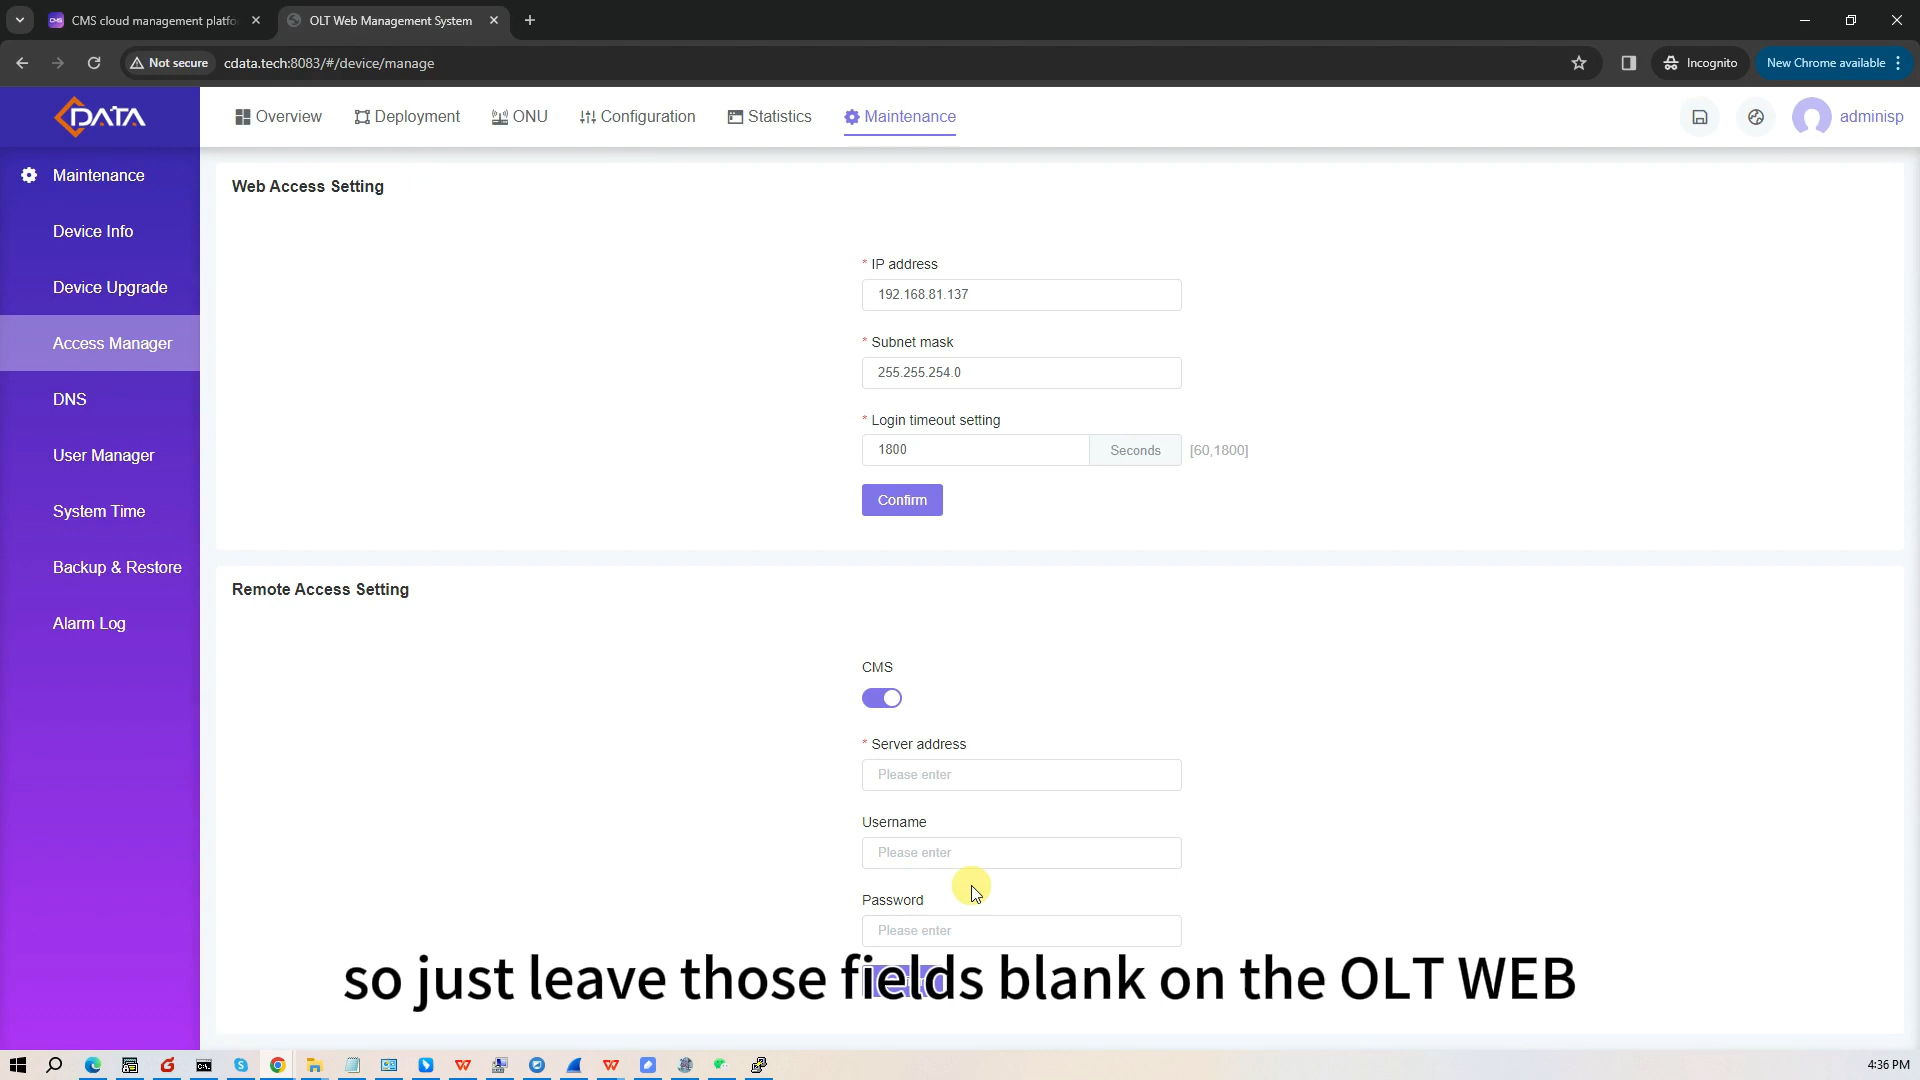 CMS cloud management platfo
OLT Web Management System
Not secure
cdata.tech:8083/#/device/manage
Incognito
New Chrome available
DATA
Overview
Deployment
ONU
Configuration
Statistics
Maintenance
adminisp
Maintenance
Device Info
Device Upgrade
Access Manager
DNS
User Manager
System Time
Backup & Restore
Alarm Log
Web Access Setting
* IP address
192.168.81.137
* Subnet mask
255.255.254.0
* Login timeout setting
1800 Seconds [60,1800]
Confirm
Remote Access Setting
CMS
* Server address
Please enter
Username
Please enter
Password
Please enter
so just leave those fields blank on the OLT WEB
4:36 PM